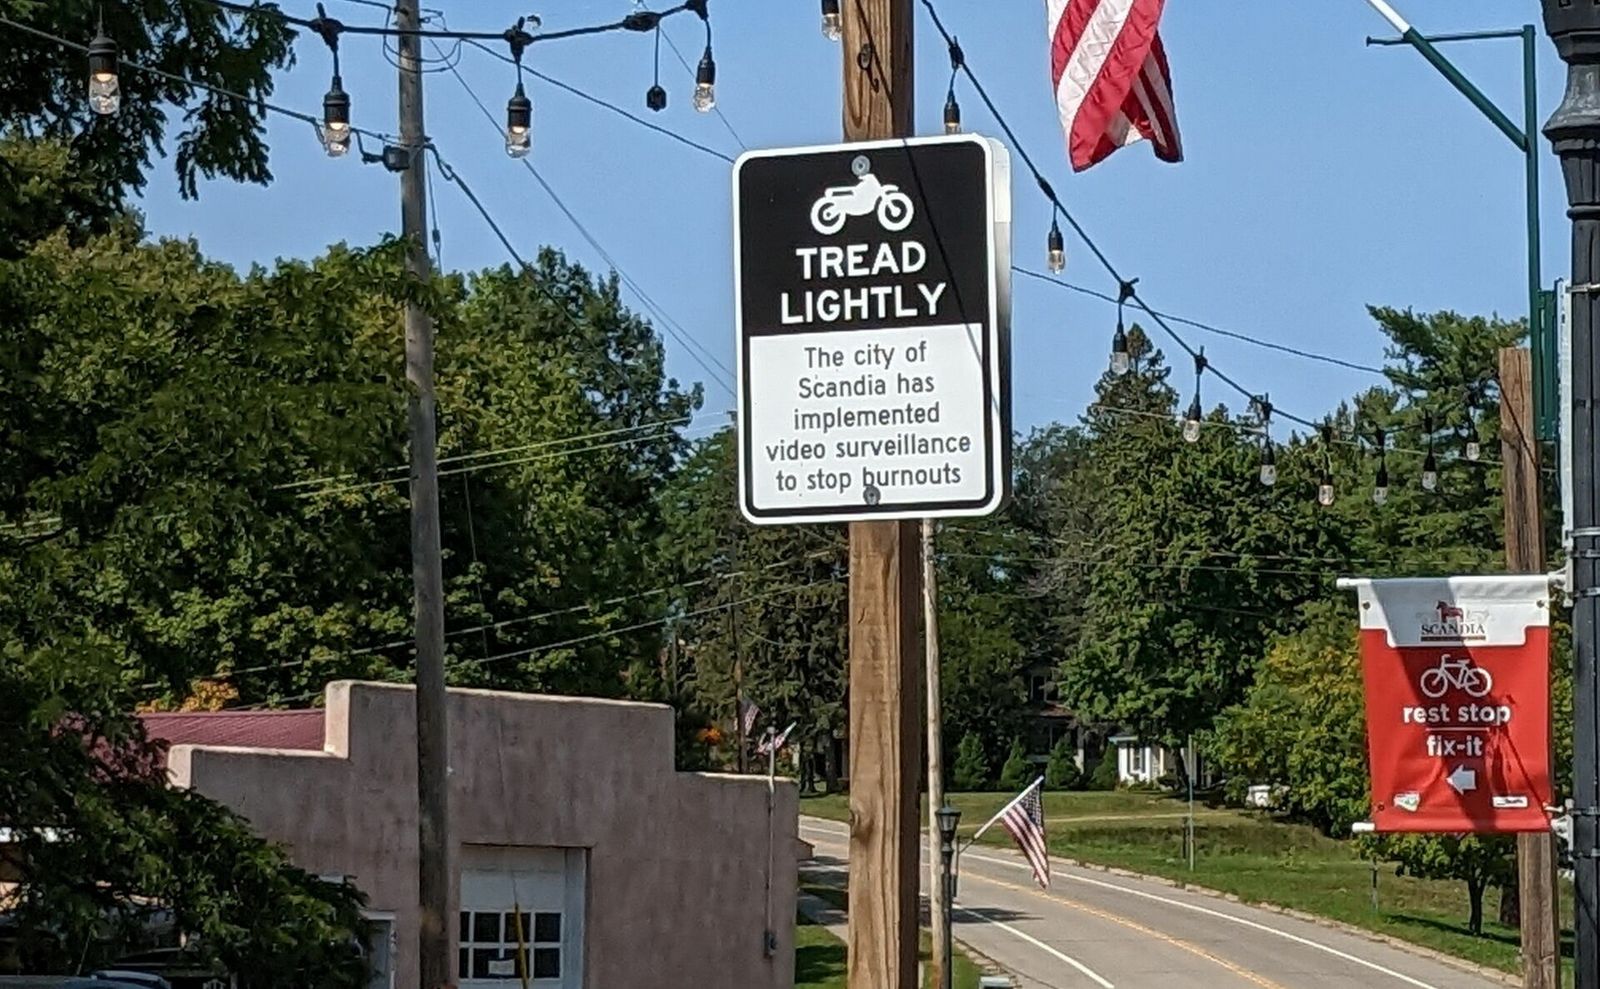 TREAD
LIGHTLY
The city of
Scandia has
implemented
video surveillance
to stop burnouts
SCANDIA
rest stop
fix-it